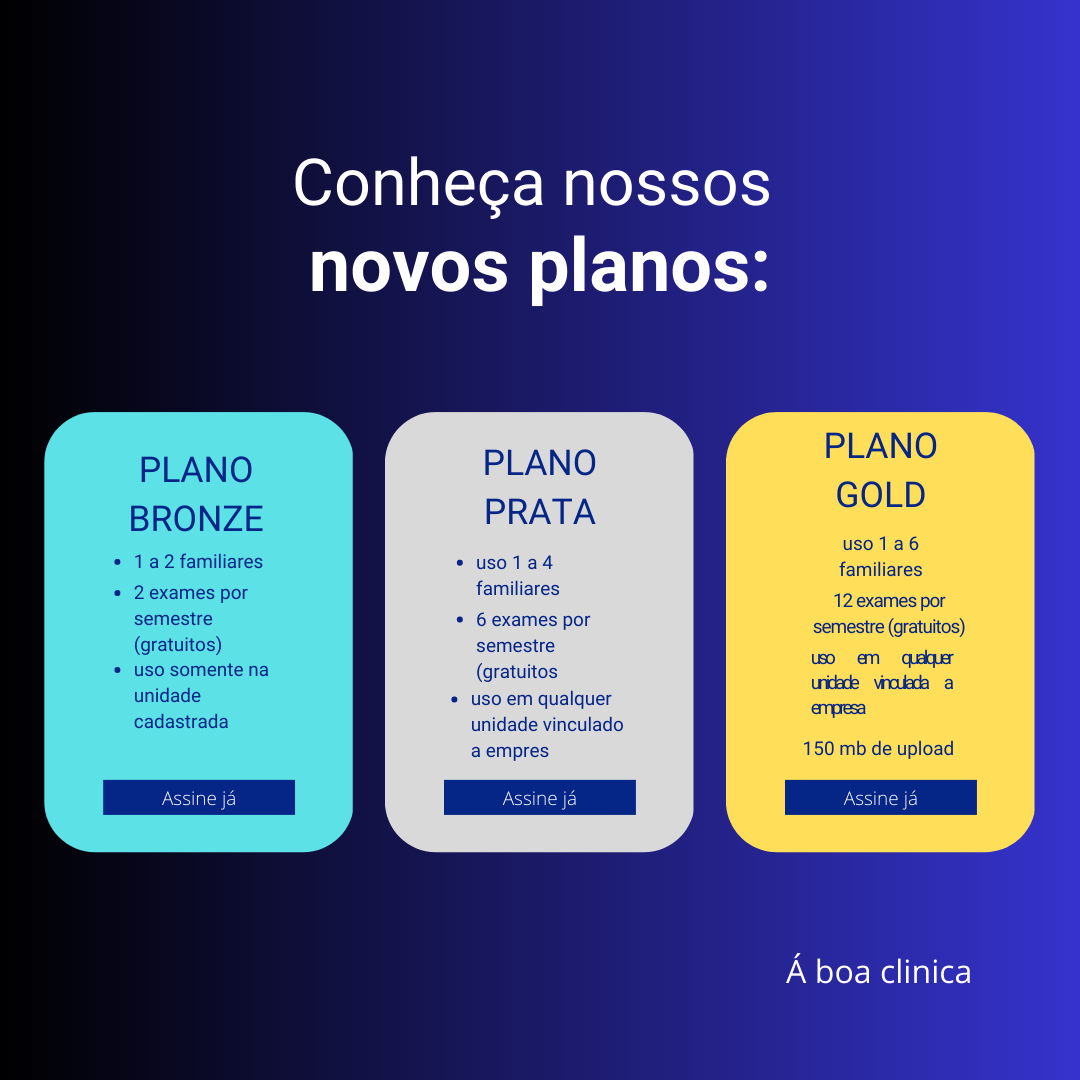 Conheça nossos
novos planos:
PLANO
BRONZE
• 1 a 2 familiares
• 2 exames por
semestre
(gratuitos)
• uso somente na
unidade
cadastrada
Assine já
PLANO
PRATA
• uso 1 a 4
familiares
• 6 exames por
semestre
(gratuitos
• uso em qualquer
unidade vinculado
a empres
Assine já
PLANO
GOLD
uso 1 a 6
familiares
12 exames por
semestre (gratuitos)
uso em qualquer
unidade vinculada a
empresa
150 mb de upload
Assine já
Á boa clinica